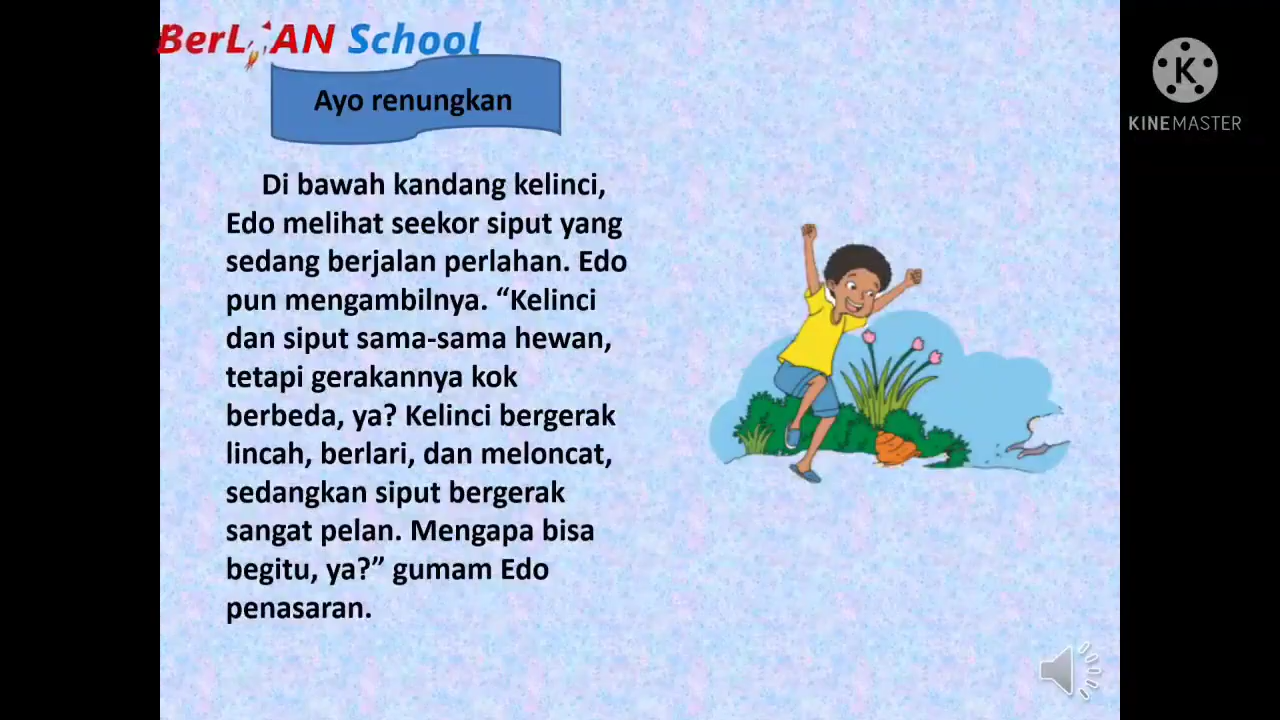 BerLIAN School
Ayo renungkan
KINEMASTER
Di bawah kandang kelinci,
Edo melihat seekor siput yang
sedang berjalan perlahan. Edo
pun mengambilnya. “Kelinci
dan siput sama-sama hewan,
tetapi gerakannya kok
berbeda, ya? Kelinci bergerak
lincah, berlari, dan meloncat,
sedangkan siput bergerak
sangat pelan. Mengapa bisa
begitu, ya?” gumam Edo
penasaran.